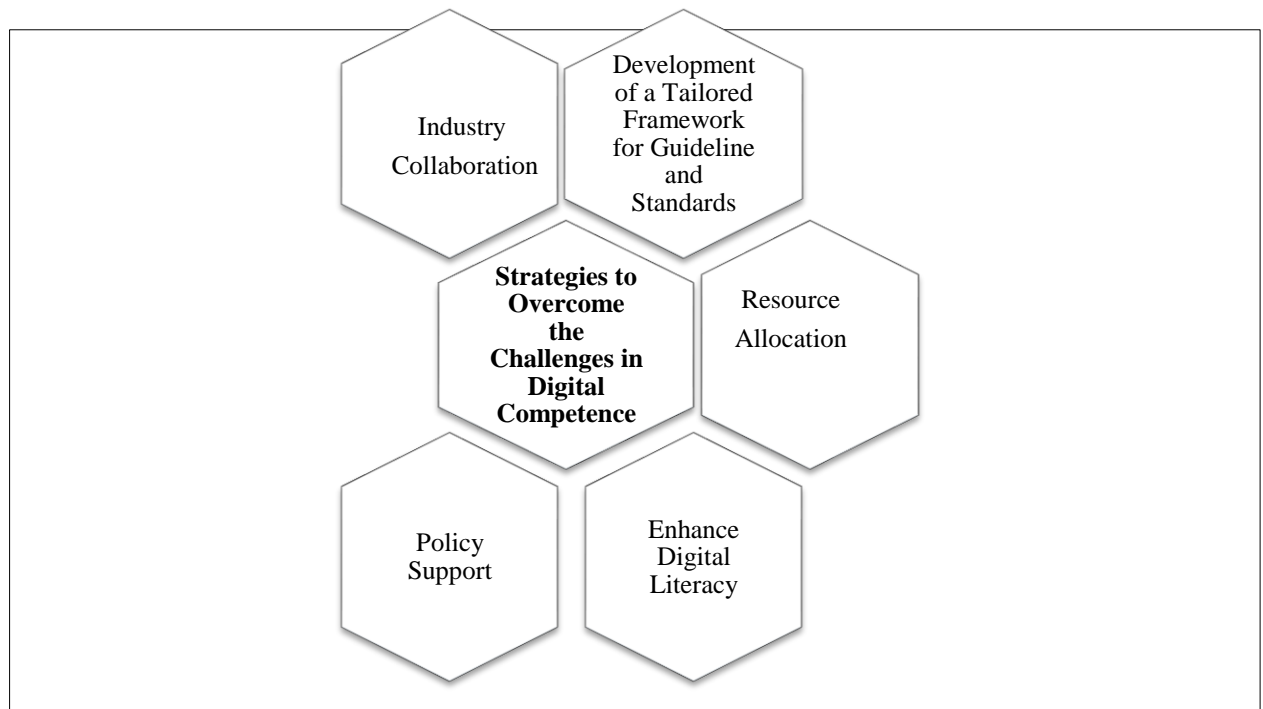 Industry
Collaboration
Development
of a Tailored
Framework
for Guideline
and
Standards
Strategies to
Overcome
the
Challenges in
Digital
Competence
Resource
Allocation
Policy
Support
Enhance
Digital
Literacy